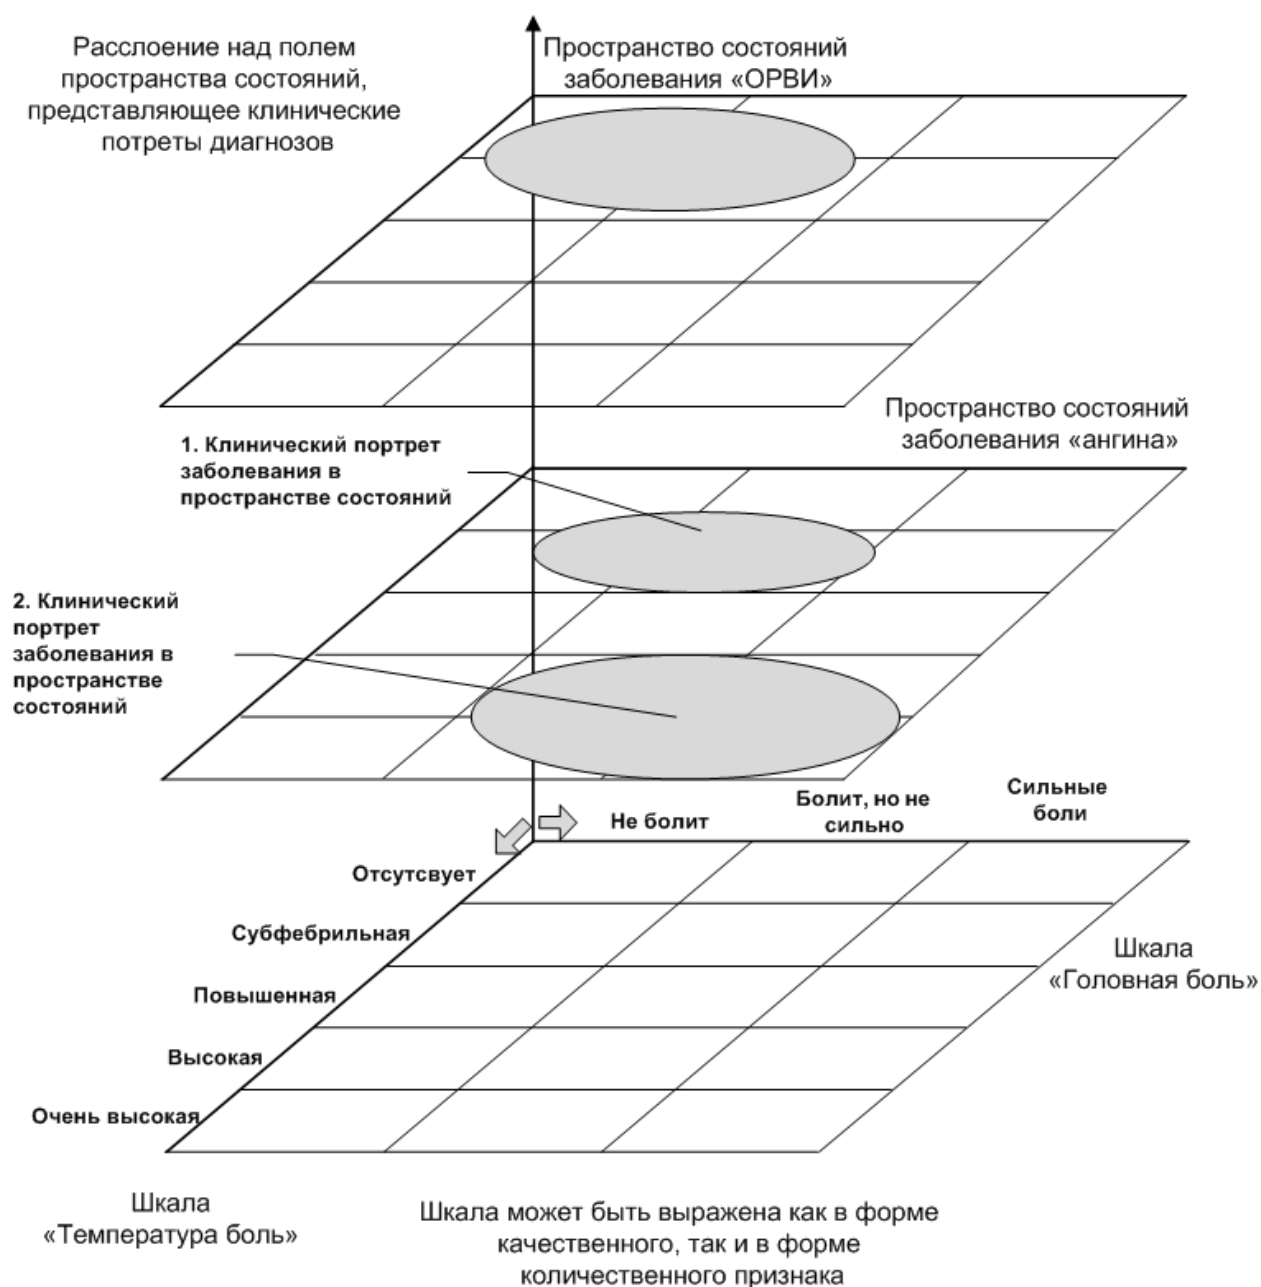 Расслоение над полем
пространства состояний,
представляющее клинические
потреты диагнозов
Пространство состояний
заболевания «ОРВИ»
Пространство состояний
заболевания «ангина»
1. Клинический портрет
заболевания в
пространстве состояний
2. Клинический
портрет
заболевания в
пространстве
состояний
Не болит
Болит, но не
сильно
Сильные
боли
Отсутсвует
Субфебрильная
Повышенная
Высокая
Очень высокая
Шкала
«Головная боль»
Шкала
«Температура боль»
Шкала может быть выражена как в форме
качественного, так и в форме
количественного признака